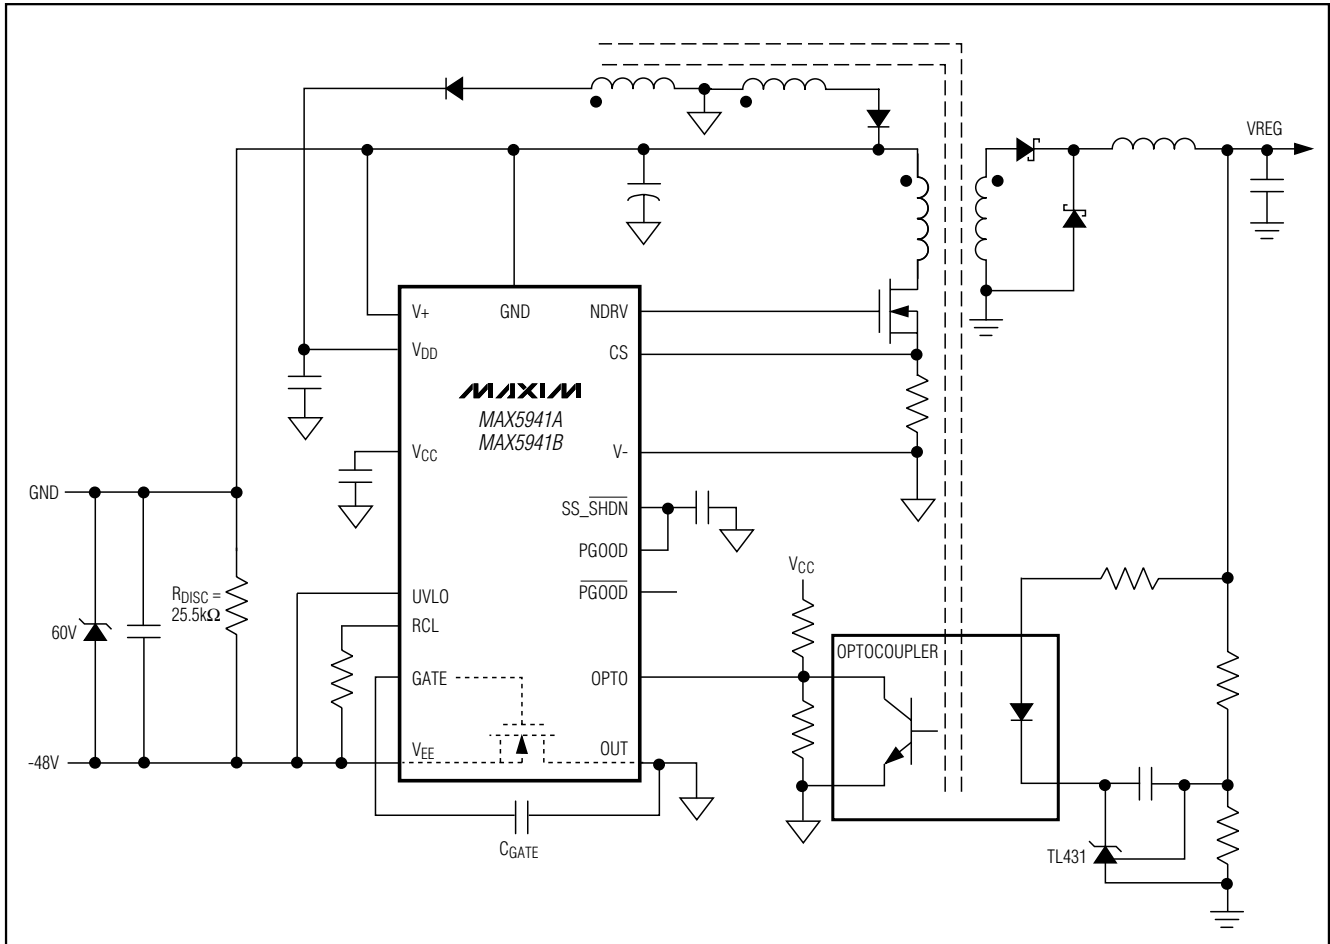 VREG
V+
GND
NDRV
VDD
CS
MAXIM
MAX5941A
MAX5941B
VCC
V-
GND
SS_SHDN
PGOOD
VCC
PGOOD
RDISC =
25.5kΩ
UVLO
60V
RCL
OPTOCOUPLER
GATE
OPTO
VEE
OUT
-48V
CGATE
TL431